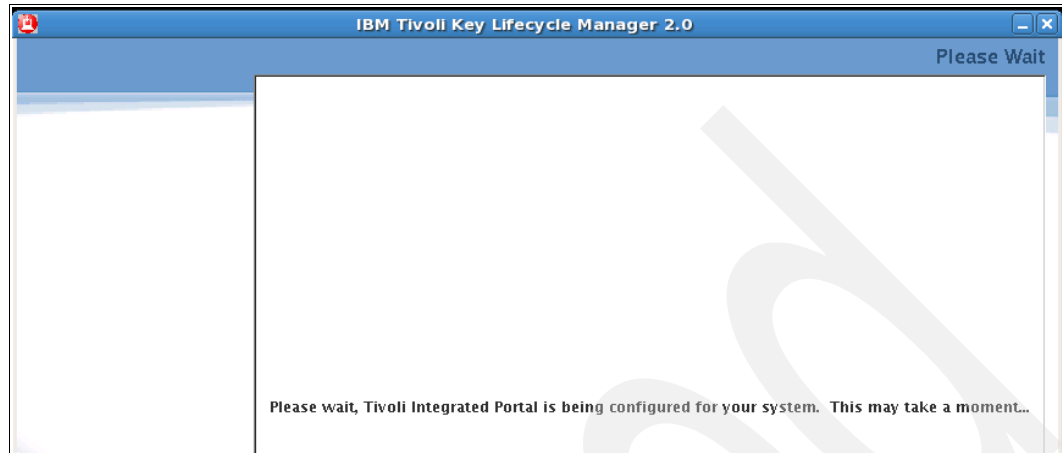 IBM Tivoli Key Lifecycle Manager 2.0
Please Wait
Please wait, Tivoli Integrated Portal is being configured for your system. This may take a moment...